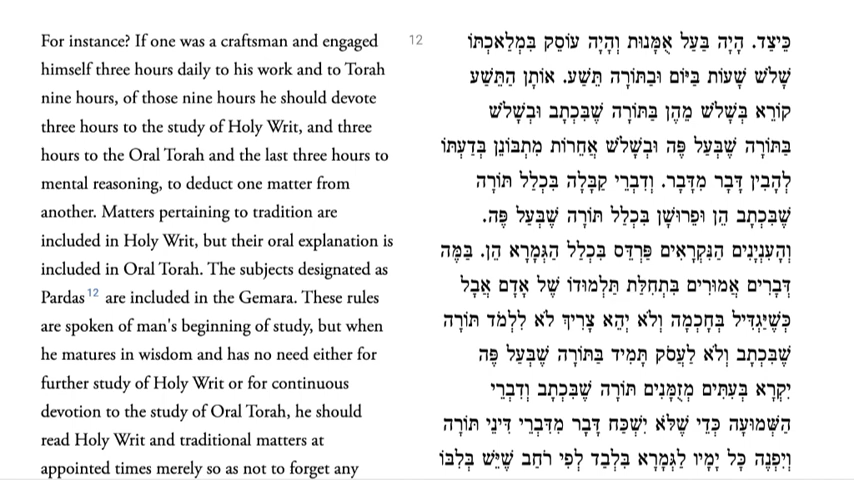 For instance? If one was a craftsman and engaged
himself three hours daily to his work and to Torah
nine hours, of those nine hours he should devote
three hours to the study of Holy Writ, and three
hours to the Oral Torah and the last three hours to
mental reasoning, to deduct one matter from
another. Matters pertaining to tradition are
included in Holy Writ, but their oral explanation is
included in Oral Torah. The subjects designated as
Pardas12 are included in the Gemara. These rules
are spoken of man's beginning of study, but when
he matures in wisdom and has no need either for
further study of Holy Writ or for continuous
devotion to the study of Oral Torah, he should
read Holy Writ and traditional matters at
appointed times merely so as not to forget any
12
כֵּיצַד. הָיָה בַּעַל אֻמָּנוּת וְהָיָה עוֹסֵק בִּמְלַאכְתּוֹ
שָׁלֹשׁ שָׁעוֹת בַּיּוֹם וּבַתּוֹרָה תֵּשַׁע. אוֹתָן הַתֵּשַׁע
קוֹרֵא בְּשָׁלֹשׁ מֵהֶן בַּתּוֹרָה שֶׁבִּכְתָב וּבְשָׁלֹשׁ
בַּתּוֹרָה שֶׁבְּעַל פֶּה וּבְשָׁלֹשׁ אֲחֵרוֹת מִתְבּוֹנֵן בְּדַעְתּוֹ
לְהָבִין דָּבָר מִדָּבָר. וְדִבְרֵי קַבָּלָה בִּכְלַל תּוֹרָה
שֶׁבִּכְתָב הֵן וּפֵרוּשָׁן בִּכְלַל תּוֹרָה שֶׁבְּעַל פֶּה.
וְהָעִנְיָנִים הַנִּקְרָאִים פַּרְדֵּס בִּכְלַל הַגְּמָרָא הֵן. בַּמֶּה
דְּבָרִים אֲמוּרִים בִּתְחִלַּת תַּלְמוּדוֹ שֶׁל אָדָם אֲבָל
כְּשֶׁיַּגְדִּיל בְּחָכְמָה וְלֹא יְהֵא צָרִיךְ לֹא לִלְמֹד תּוֹרָה
שֶׁבִּכְתָב וְלֹא לַעֲסֹק תָּמִיד בַּתּוֹרָה שֶׁבְּעַל פֶּה
יִקְרָא בְּעִתִּים מְזֻמָּנִים תּוֹרָה שֶׁבִּכְתָב וְדִבְרֵי
הַשְּׁמוּעָה כְּדֵי שֶׁלֹּא יִשְׁכַּח דָּבָר מִדִּבְרֵי דִּינֵי תּוֹרָה
וְיִפָּנֶה כָּל יָמָיו לַגְּמָרָא בִּלְבַד לְפִי רֹחַב שֶׁיֵּשׁ בְּלִבּוֹ